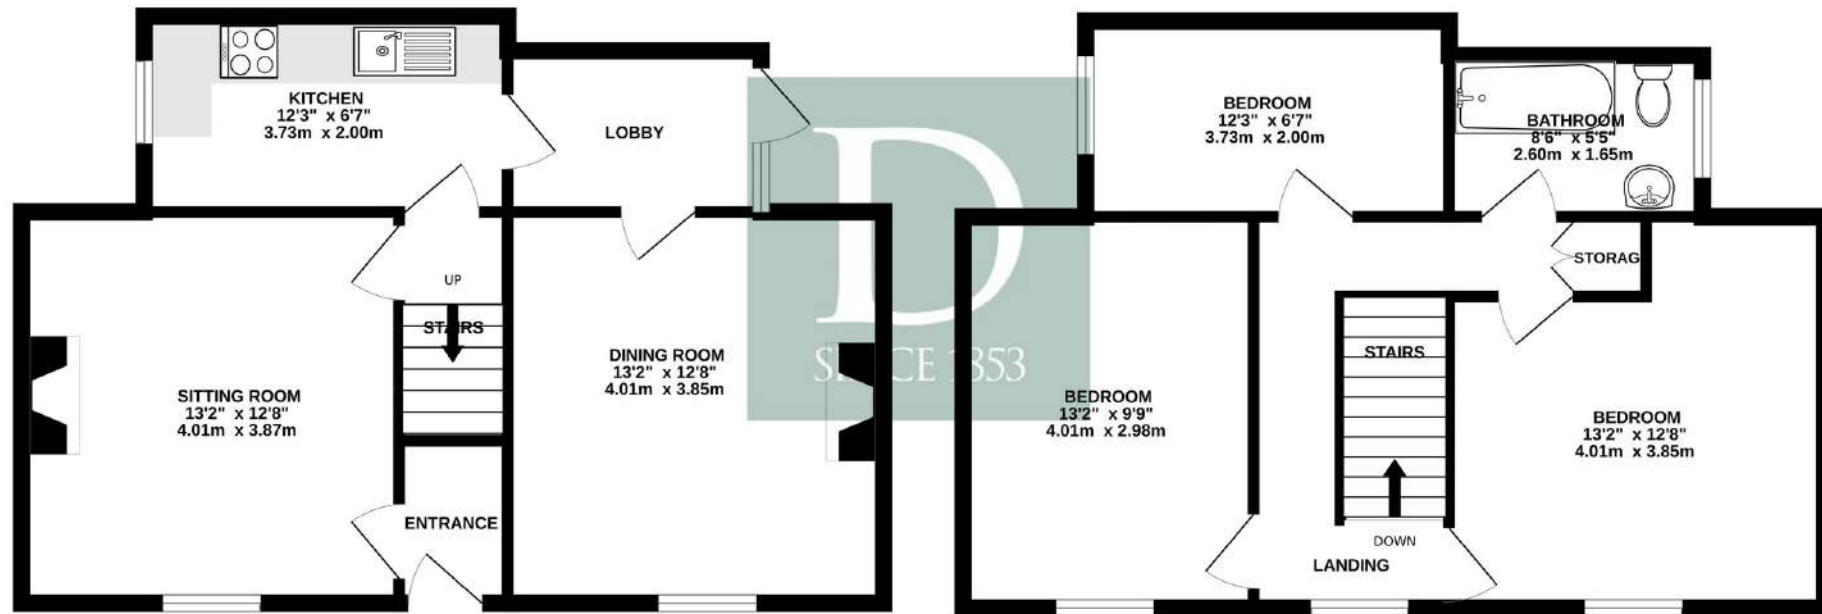 KITCHEN
12'3" x 6'7"
3.73m x 2.00m
LOBBY
UP
STAIRS
SITTING ROOM
13'2" x 12'8"
4.01m x 3.87m
DINING ROOM
13'2" x 12'8"
4.01m x 3.85m
ENTRANCE
D
SINCE 1853
BEDROOM
12'3" x 6'7"
3.73m x 2.00m
BATHROOM
8'6" x 5'5"
2.60m x 1.65m
STORAG
STAIRS
BEDROOM
13'2" x 9'9"
4.01m x 2.98m
BEDROOM
13'2" x 12'8"
4.01m x 3.85m
DOWN
LANDING